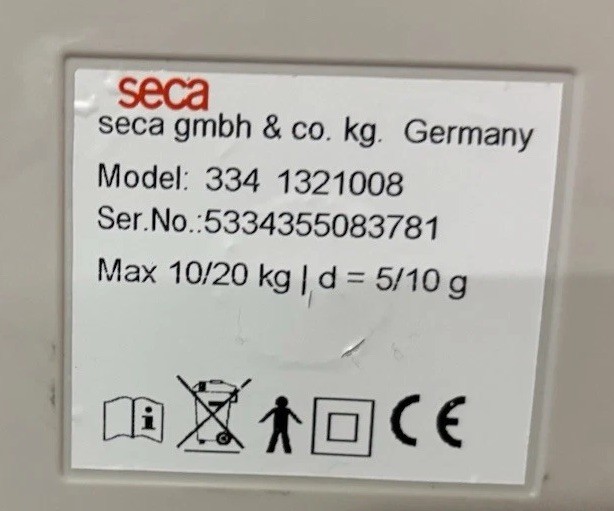 seca
seca gmbh & co. kg. Germany
Model: 334 1321008
Ser.No.:5334355083781
Max 10/20 kg | d = 5/10 g
i
CE